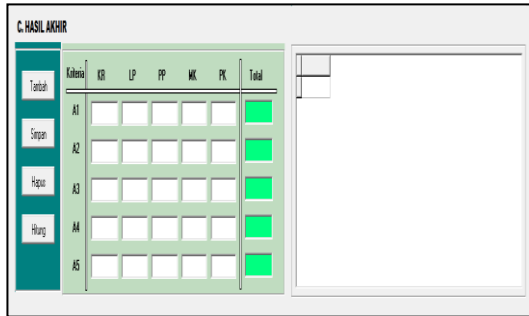 C. HASIL AKHIR
Kriteria KR LP PP MK PK Total
Tambah
Simpan
Hapus
Hitung
A1
A2
A3
A4
A5